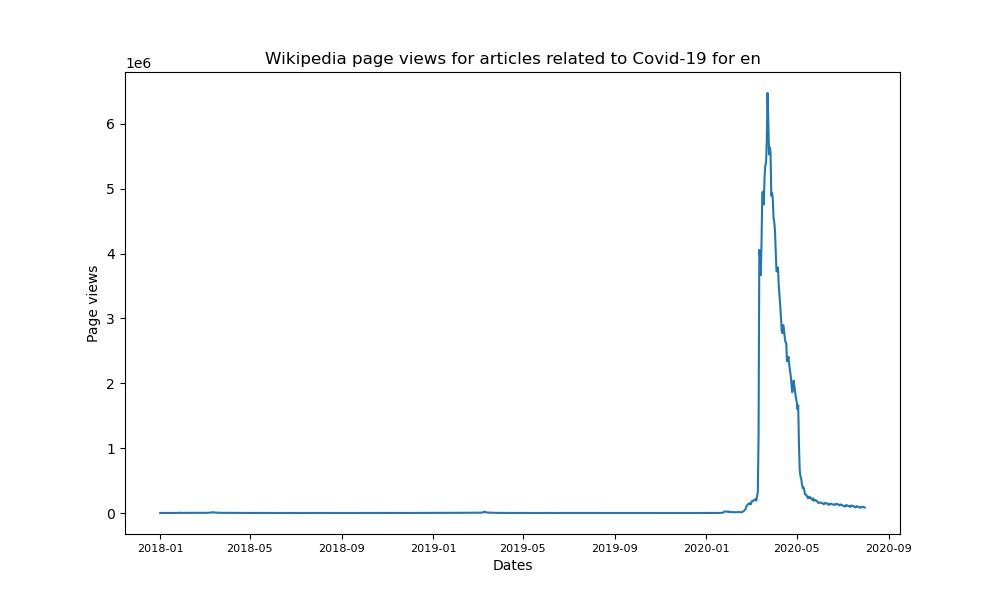 Wikipedia page views for articles related to Covid-19 for en
1e6
6
5
4
3
2
1
0
Page views
2018-01 2018-05 2018-09 2019-01 2019-05 2019-09 2020-01 2020-05 2020-09
Dates